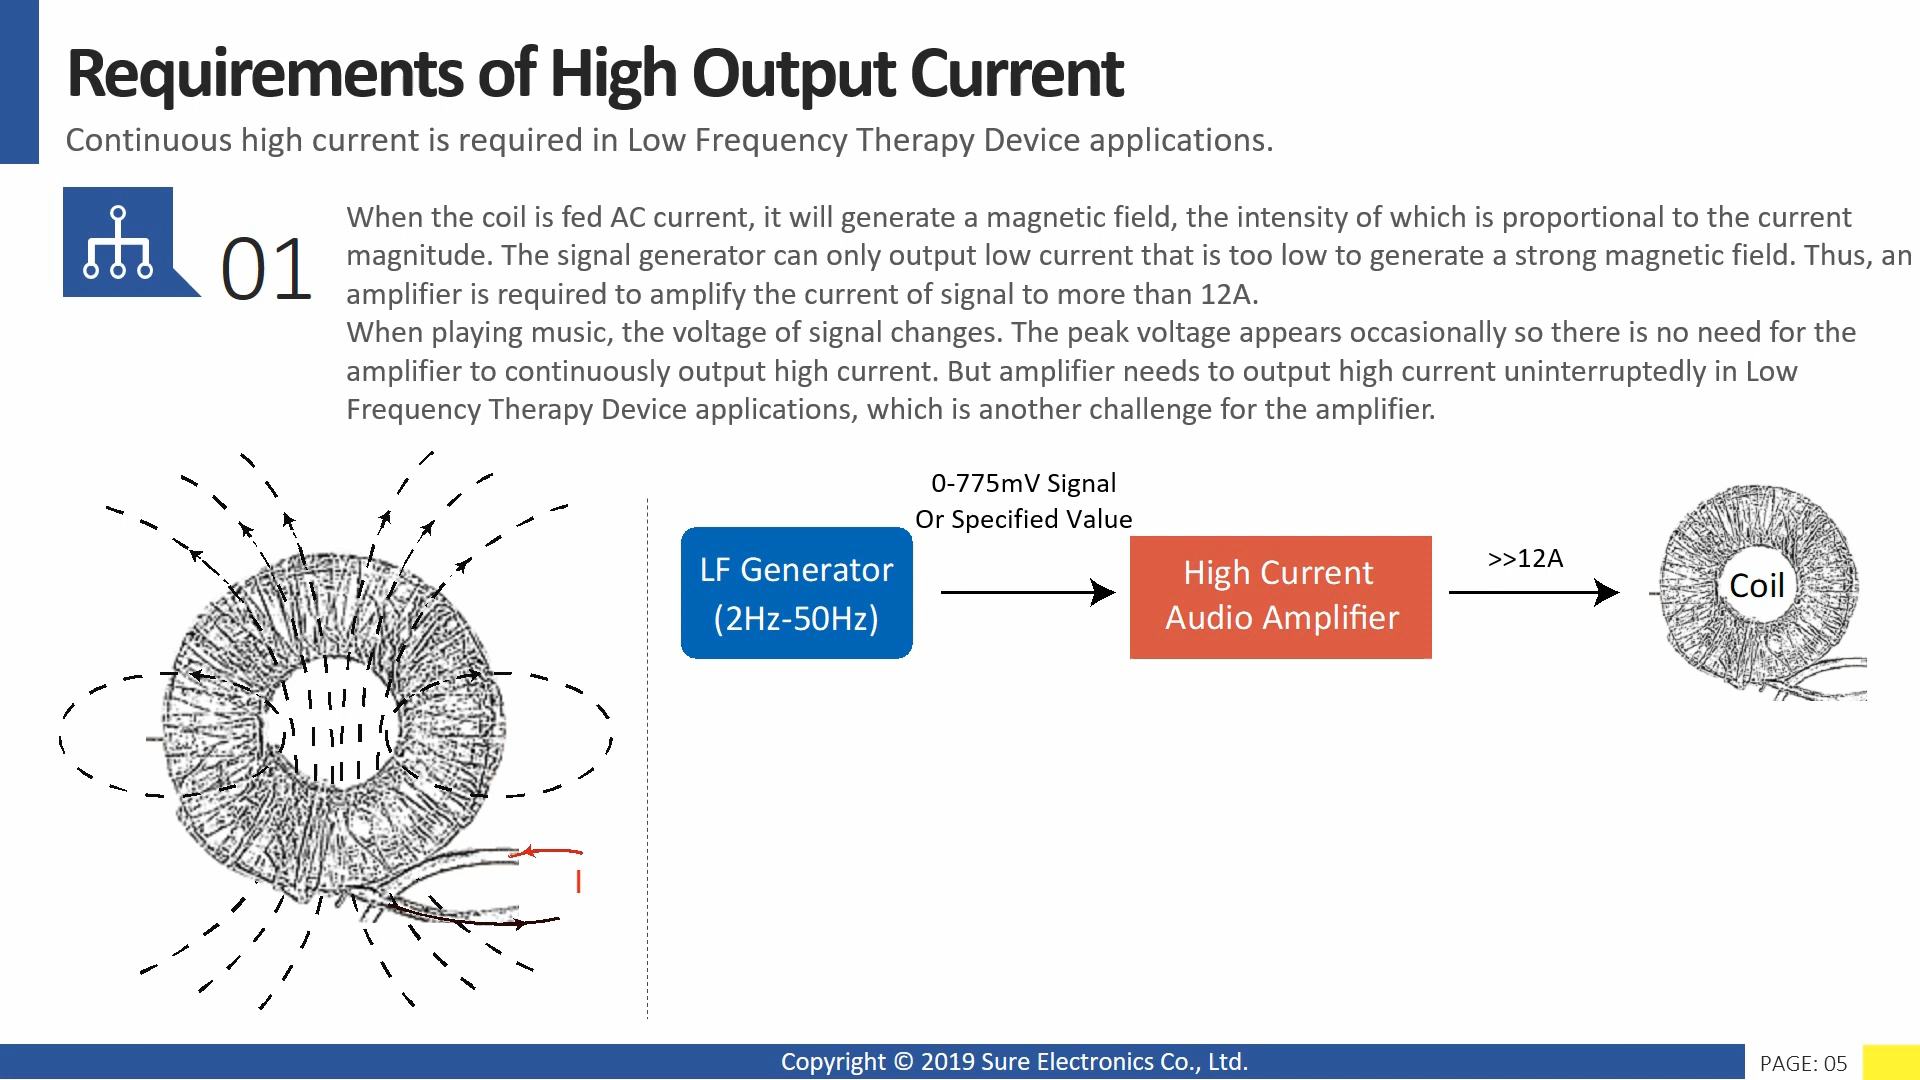 Requirements of High Output Current
Continuous high current is required in Low Frequency Therapy Device applications.
01
When the coil is fed AC current, it will generate a magnetic field, the intensity of which is proportional to the current
magnitude. The signal generator can only output low current that is too low to generate a strong magnetic field. Thus, an
amplifier is required to amplify the current of signal to more than 12A.
When playing music, the voltage of signal changes. The peak voltage appears occasionally so there is no need for the
amplifier to continuously output high current. But amplifier needs to output high current uninterruptedly in Low
Frequency Therapy Device applications, which is another challenge for the amplifier.
I
LF Generator
(2Hz-50Hz)
0-775mV Signal
Or Specified Value
High Current
Audio Amplifier
>>12A
Coil
Copyright © 2019 Sure Electronics Co., Ltd.
PAGE: 05